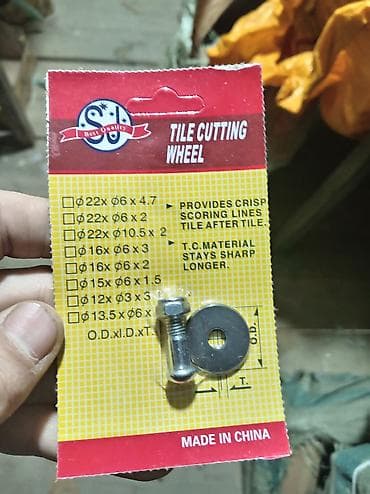 SJ
Best Quality
TILE CUTTING
WHEEL
☐ φ22x φ6 x 4.7
☐ φ22x φ6 x 2
☐ φ22x φ10.5x 2
☐ φ16x φ6 x 3
☐ φ16x φ6 x 2
☐ φ15x φ6 x 1.5
☐ φ12x φ3 x 3
☐ φ13.5x φ6 x
O.D.xI.D.xT.
► PROVIDES CRISP
SCORING LINES
TILE AFTER TILE.
► T.C.MATERIAL
STAYS SHARP
LONGER.
O.D.
T.
MADE IN CHINA